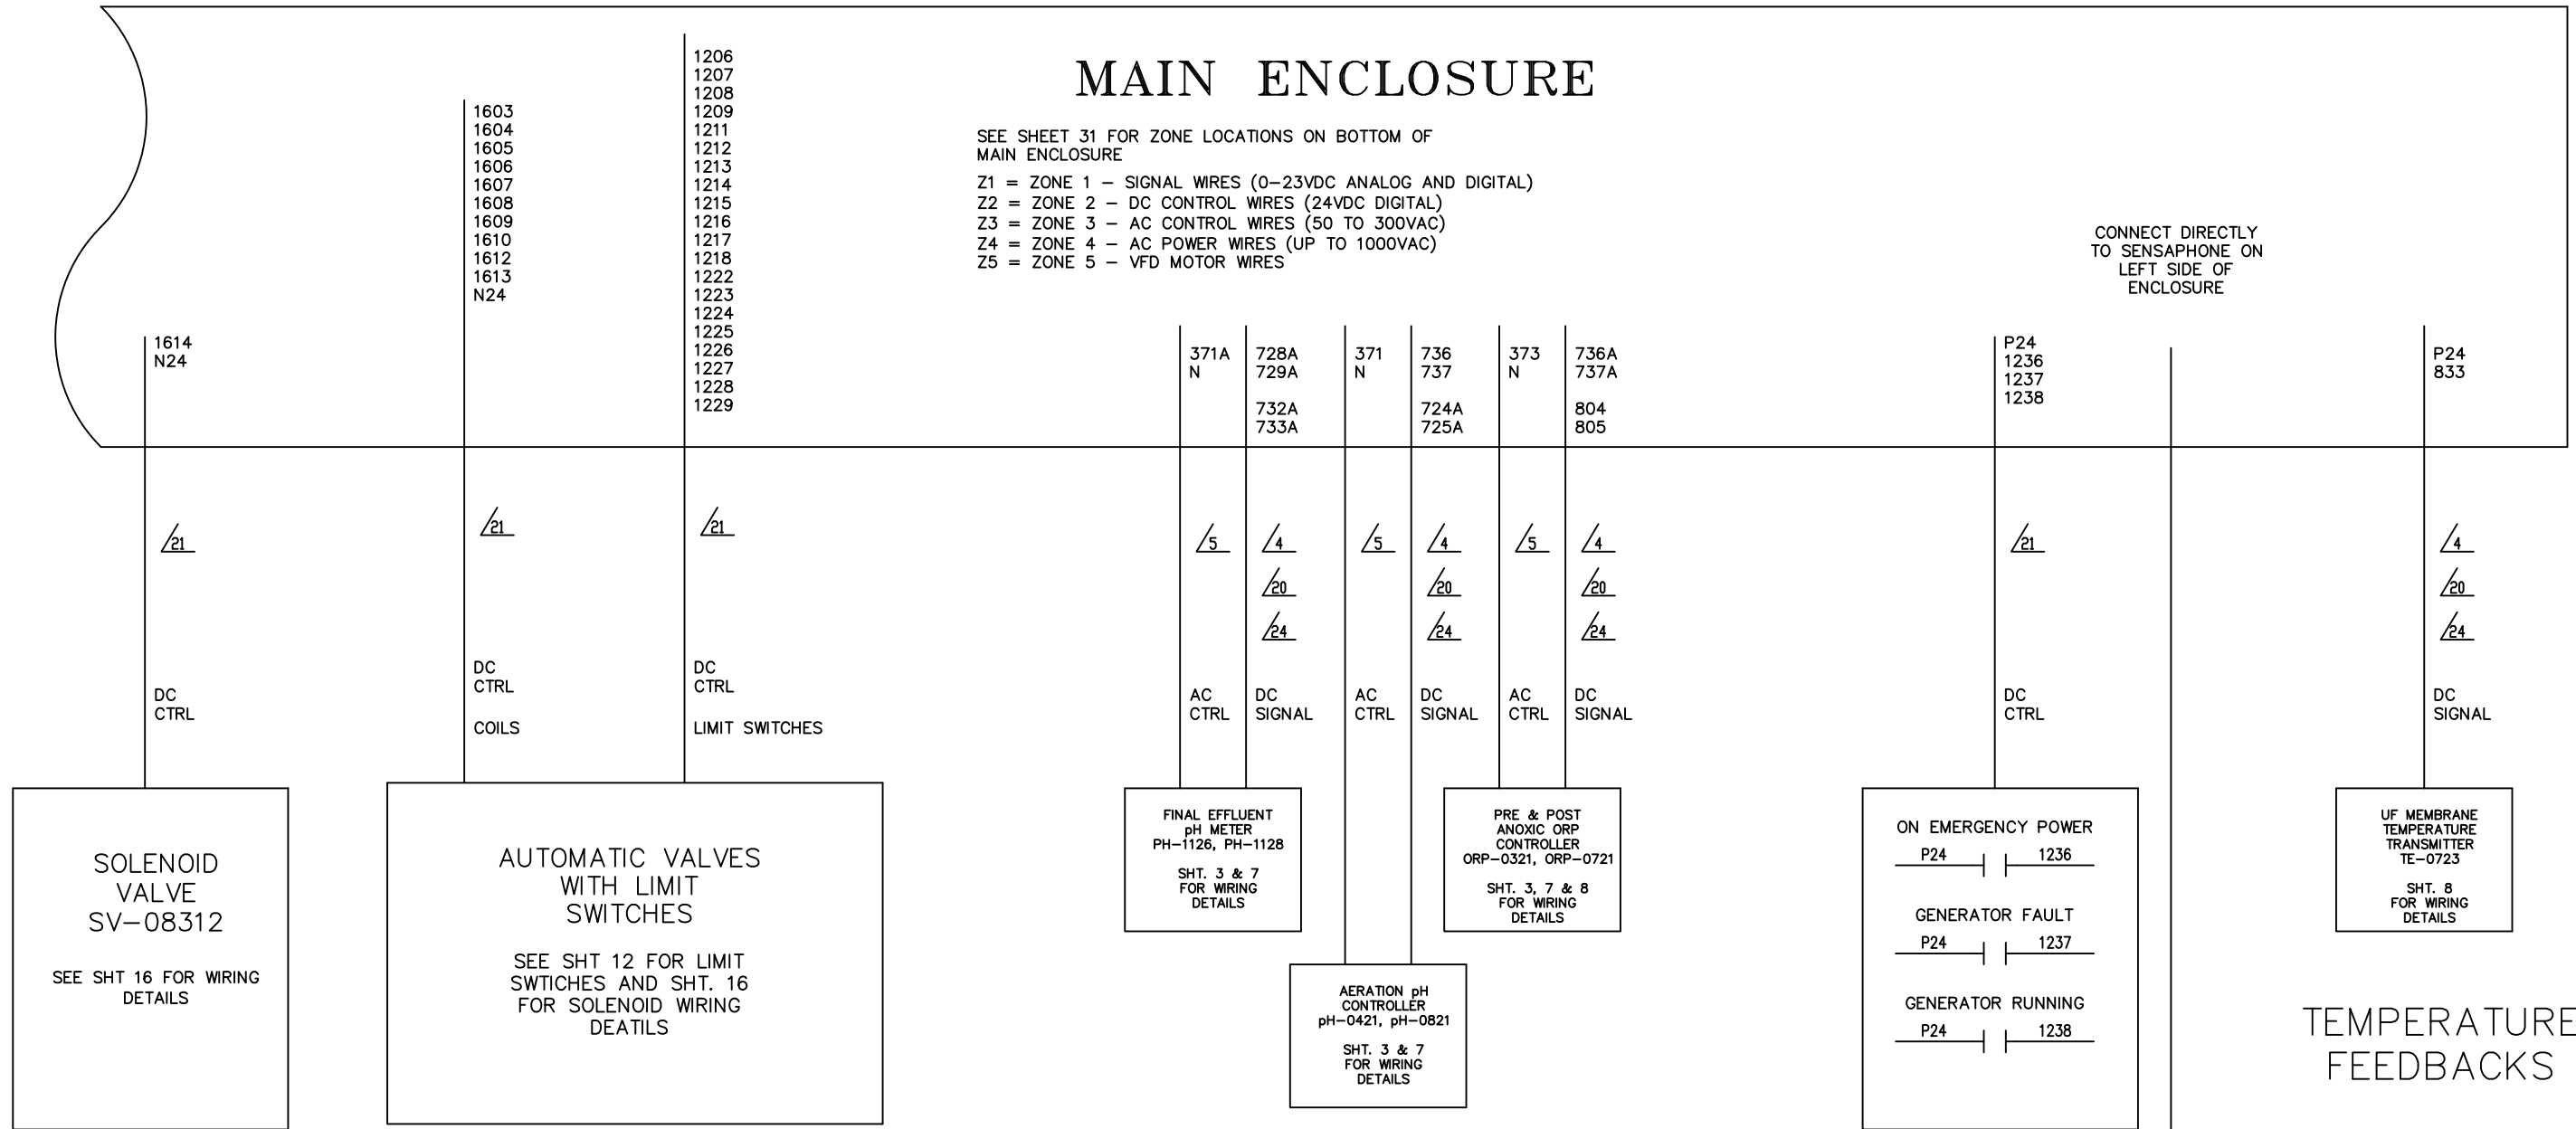 MAIN ENCLOSURE
SEE SHEET 31 FOR ZONE LOCATIONS ON BOTTOM OF
MAIN ENCLOSURE
Z1 = ZONE 1 – SIGNAL WIRES (0–23VDC ANALOG AND DIGITAL)
Z2 = ZONE 2 – DC CONTROL WIRES (24VDC DIGITAL)
Z3 = ZONE 3 – AC CONTROL WIRES (50 TO 300VAC)
Z4 = ZONE 4 – AC POWER WIRES (UP TO 1000VAC)
Z5 = ZONE 5 – VFD MOTOR WIRES
CONNECT DIRECTLY
TO SENSAPHONE ON
LEFT SIDE OF
ENCLOSURE
1614
N24
21
DC
CTRL
SOLENOID
VALVE
SV–08312
SEE SHT 16 FOR WIRING
DETAILS
1603
1604
1605
1606
1607
1608
1609
1610
1612
1613
N24
21
DC
CTRL
COILS
1206
1207
1208
1209
1211
1212
1213
1214
1215
1216
1217
1218
1222
1223
1224
1225
1226
1227
1228
1229
21
DC
CTRL
LIMIT SWITCHES
AUTOMATIC VALVES
WITH LIMIT
SWITCHES
SEE SHT 12 FOR LIMIT
SWTICHES AND SHT. 16
FOR SOLENOID WIRING
DEATILS
371A
N
5
AC
CTRL
728A
729A
732A
733A
4
20
24
DC
SIGNAL
FINAL EFFLUENT
pH METER
PH–1126, PH–1128
SHT. 3 & 7
FOR WIRING
DETAILS
371
N
5
AC
CTRL
736
737
724A
725A
4
20
24
DC
SIGNAL
AERATION pH
CONTROLLER
pH–0421, pH–0821
SHT. 3 & 7
FOR WIRING
DETAILS
373
N
5
AC
CTRL
736A
737A
804
805
4
20
24
DC
SIGNAL
PRE & POST
ANOXIC ORP
CONTROLLER
ORP–0321, ORP–0721
SHT. 3, 7 & 8
FOR WIRING
DETAILS
P24
1236
1237
1238
21
DC
CTRL
ON EMERGENCY POWER
P24 1236
GENERATOR FAULT
P24 1237
GENERATOR RUNNING
P24 1238
P24
833
4
20
24
DC
SIGNAL
UF MEMBRANE
TEMPERATURE
TRANSMITTER
TE–0723
SHT. 8
FOR WIRING
DETAILS
TEMPERATURE
FEEDBACKS